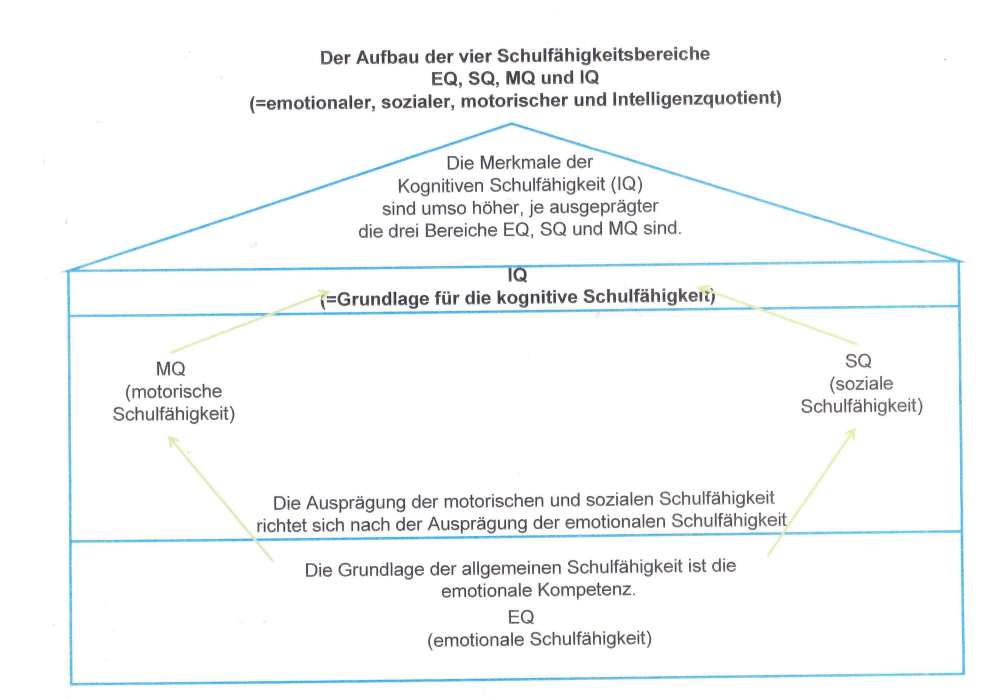 Der Aufbau der vier Schulfähigkeitsbereiche
EQ, SQ, MQ und IQ
(=emotionaler, sozialer, motorischer und Intelligenzquotient)
Die Merkmale der
Kognitiven Schulfähigkeit (IQ)
sind umso höher, je ausgeprägter
die drei Bereiche EQ, SQ und MQ sind.
IQ
(=Grundlage für die kognitive Schulfähigkeit)
MQ
(motorische
Schulfähigkeit)
SQ
(soziale
Schulfähigkeit)
Die Ausprägung der motorischen und sozialen Schulfähigkeit
richtet sich nach der Ausprägung der emotionalen Schulfähigkeit
Die Grundlage der allgemeinen Schulfähigkeit ist die
emotionale Kompetenz.
EQ
(emotionale Schulfähigkeit)